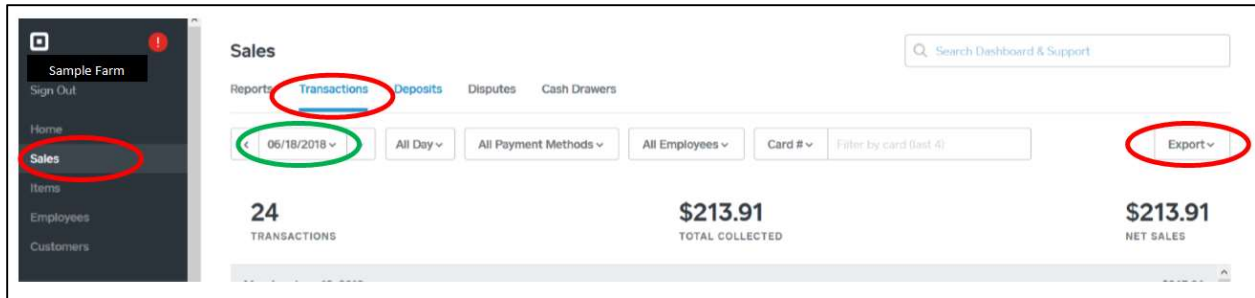 !
Sample Farm
Sign Out
Home
Sales
Items
Employees
Customers
Sales
Search Dashboard & Support
Reports Transactions Deposits Disputes Cash Drawers
06/18/2018 All Day All Payment Methods All Employees Card # Filter by card (last 4) Export
24 $213.91 $213.91
TRANSACTIONS TOTAL COLLECTED NET SALES